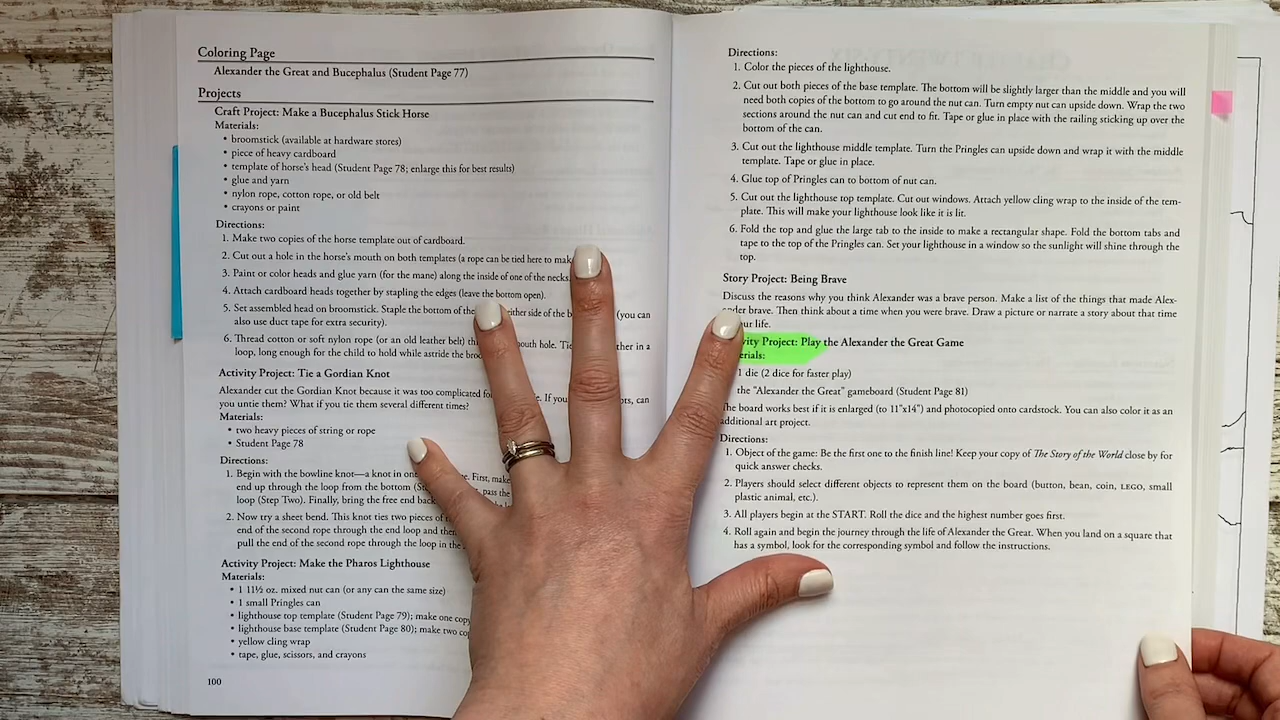 Coloring Page
Alexander the Great and Bucephalus (Student Page 77)
Projects
Craft Project: Make a Bucephalus Stick Horse
Materials:
• broomstick (available at hardware stores)
• piece of heavy cardboard
• template of horse's head (Student Page 78; enlarge this for best results)
• glue and yarn
• nylon rope, cotton rope, or old belt
• crayons or paint
Directions:
1. Make two copies of the horse template out of cardboard.
2. Cut out a hole in the horse's mouth on both templates (a rope can be tied here to
3. Paint or color heads and glue yarn (for the mane) along the inside of one of the necks.
4. Attach cardboard heads together by stapling the edges (leave the bottom open).
5. Set assembled head on broomstick. Staple the bottom of the side of the (you can
also use duct tape for extra security).
6. Thread cotton or soft nylon rope (or an old leather belt) hole. in a
loop, long enough for the child to hold while astride the
Activity Project: Tie a Gordian Knot
Alexander cut the Gordian Knot because it was too complicated If can
you untie them? What if you tie them several different times?
Materials:
• two heavy pieces of string or rope
• Student Page 78
Directions:
1. Begin with the bowline knot—a knot in First, make
end up through the loop from the bottom pass the
loop (Step Two). Finally, bring the free end
2. Now try a sheet bend. This knot ties two pieces of
end of the second rope through the end loop and
pull the end of the second rope through the loop in the
Activity Project: Make the Pharos Lighthouse
Materials:
• 1 11½ oz. mixed nut can (or any can the same size)
• 1 small Pringles can
• lighthouse top template (Student Page 79); make one copy
• lighthouse base template (Student Page 80); make two
• yellow cling wrap
• tape, glue, scissors, and crayons
100
Directions:
1. Color the pieces of the lighthouse.
2. Cut out both pieces of the base template. The bottom will be slightly larger than the middle and you will
need both copies of the bottom to go around the nut can. Turn empty nut can upside down. Wrap the two
sections around the nut can and cut end to fit. Tape or glue in place with the railing sticking up over the
bottom of the can.
3. Cut out the lighthouse middle template. Turn the Pringles can upside down and wrap it with the middle
template. Tape or glue in place.
4. Glue top of Pringles can to bottom of nut can.
5. Cut out the lighthouse top template. Cut out windows. Attach yellow cling wrap to the inside of the tem-
plate. This will make your lighthouse look like it is lit.
6. Fold the top and glue the large tab to the inside to make a rectangular shape. Fold the bottom tabs and
tape to the top of the Pringles can. Set your lighthouse in a window so the sunlight will shine through the
top.
Story Project: Being Brave
Discuss the reasons why you think Alexander was a brave person. Make a list of the things that made Alex-
ander brave. Then think about a time when you were brave. Draw a picture or narrate a story about that time
life.
Project: Play the Alexander the Great Game
1 die (2 dice for faster play)
the "Alexander the Great" gameboard (Student Page 81)
The board works best if it is enlarged (to 11"x14") and photocopied onto cardstock. You can also color it as an
additional art project.
Directions:
1. Object of the game: Be the first one to the finish line! Keep your copy of The Story of the World close by for
quick answer checks.
2. Players should select different objects to represent them on the board (button, bean, coin, LEGO, small
plastic animal, etc.).
3. All players begin at the START. Roll the dice and the highest number goes first.
4. Roll again and begin the journey through the life of Alexander the Great. When you land on a square that
has a symbol, look for the corresponding symbol and follow the instructions.